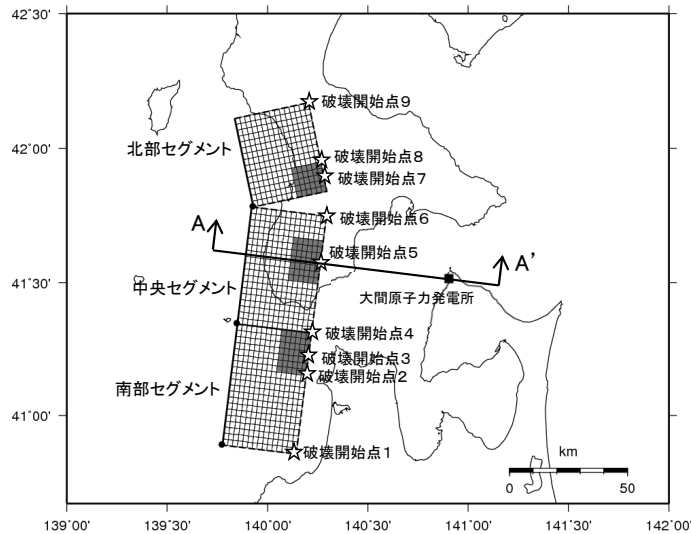 42°30'
42°00'
41°30'
41°00'
破壊開始点9
北部セグメント
破壊開始点8
破壊開始点7
破壊開始点6
A
破壊開始点5
A'
中央セグメント
大間原子力発電所
破壊開始点4
破壊開始点3
破壊開始点2
南部セグメント
破壊開始点1
km
0
50
139°00'
139°30'
140°00'
140°30'
141°00'
141°30'
142°00'